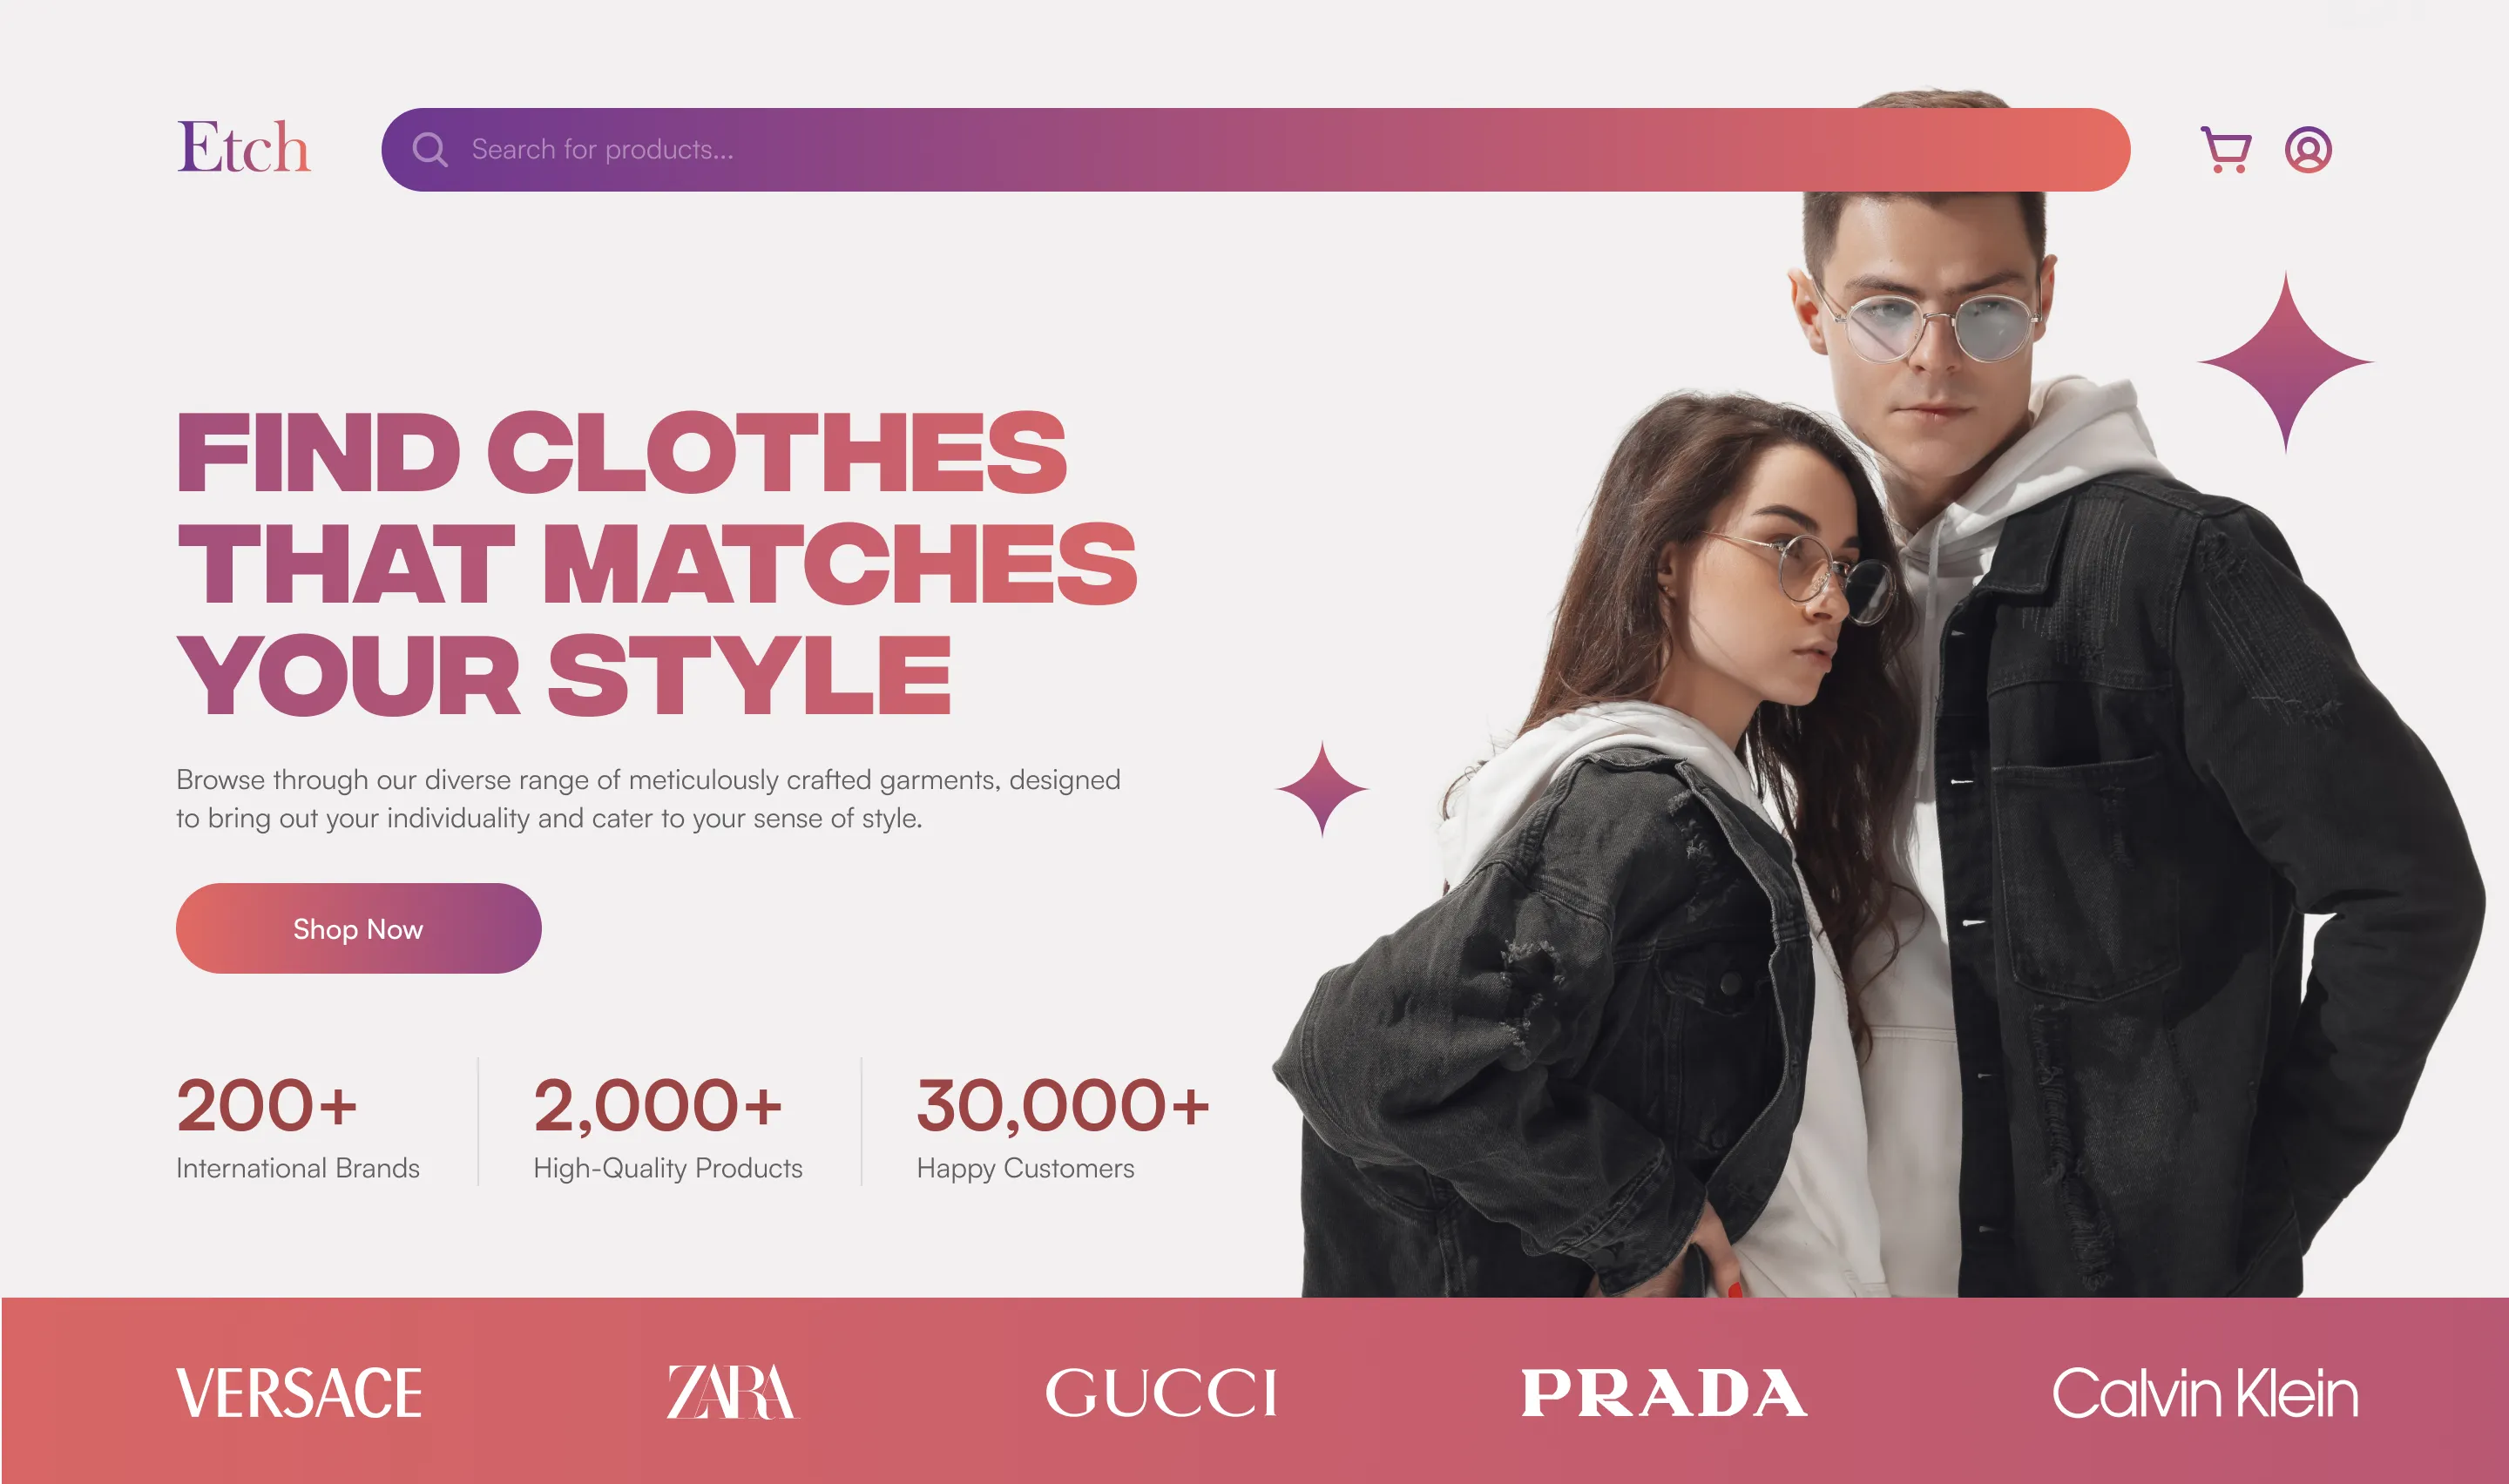 Etch
Search for products...
FIND CLOTHES
THAT MATCHES
YOUR STYLE
Browse through our diverse range of meticulously crafted garments, designed
to bring out your individuality and cater to your sense of style.
Shop Now
200+
International Brands
2,000+
High-Quality Products
30,000+
Happy Customers
VERSACE
ZARA
GUCCI
PRADA
Calvin Klein